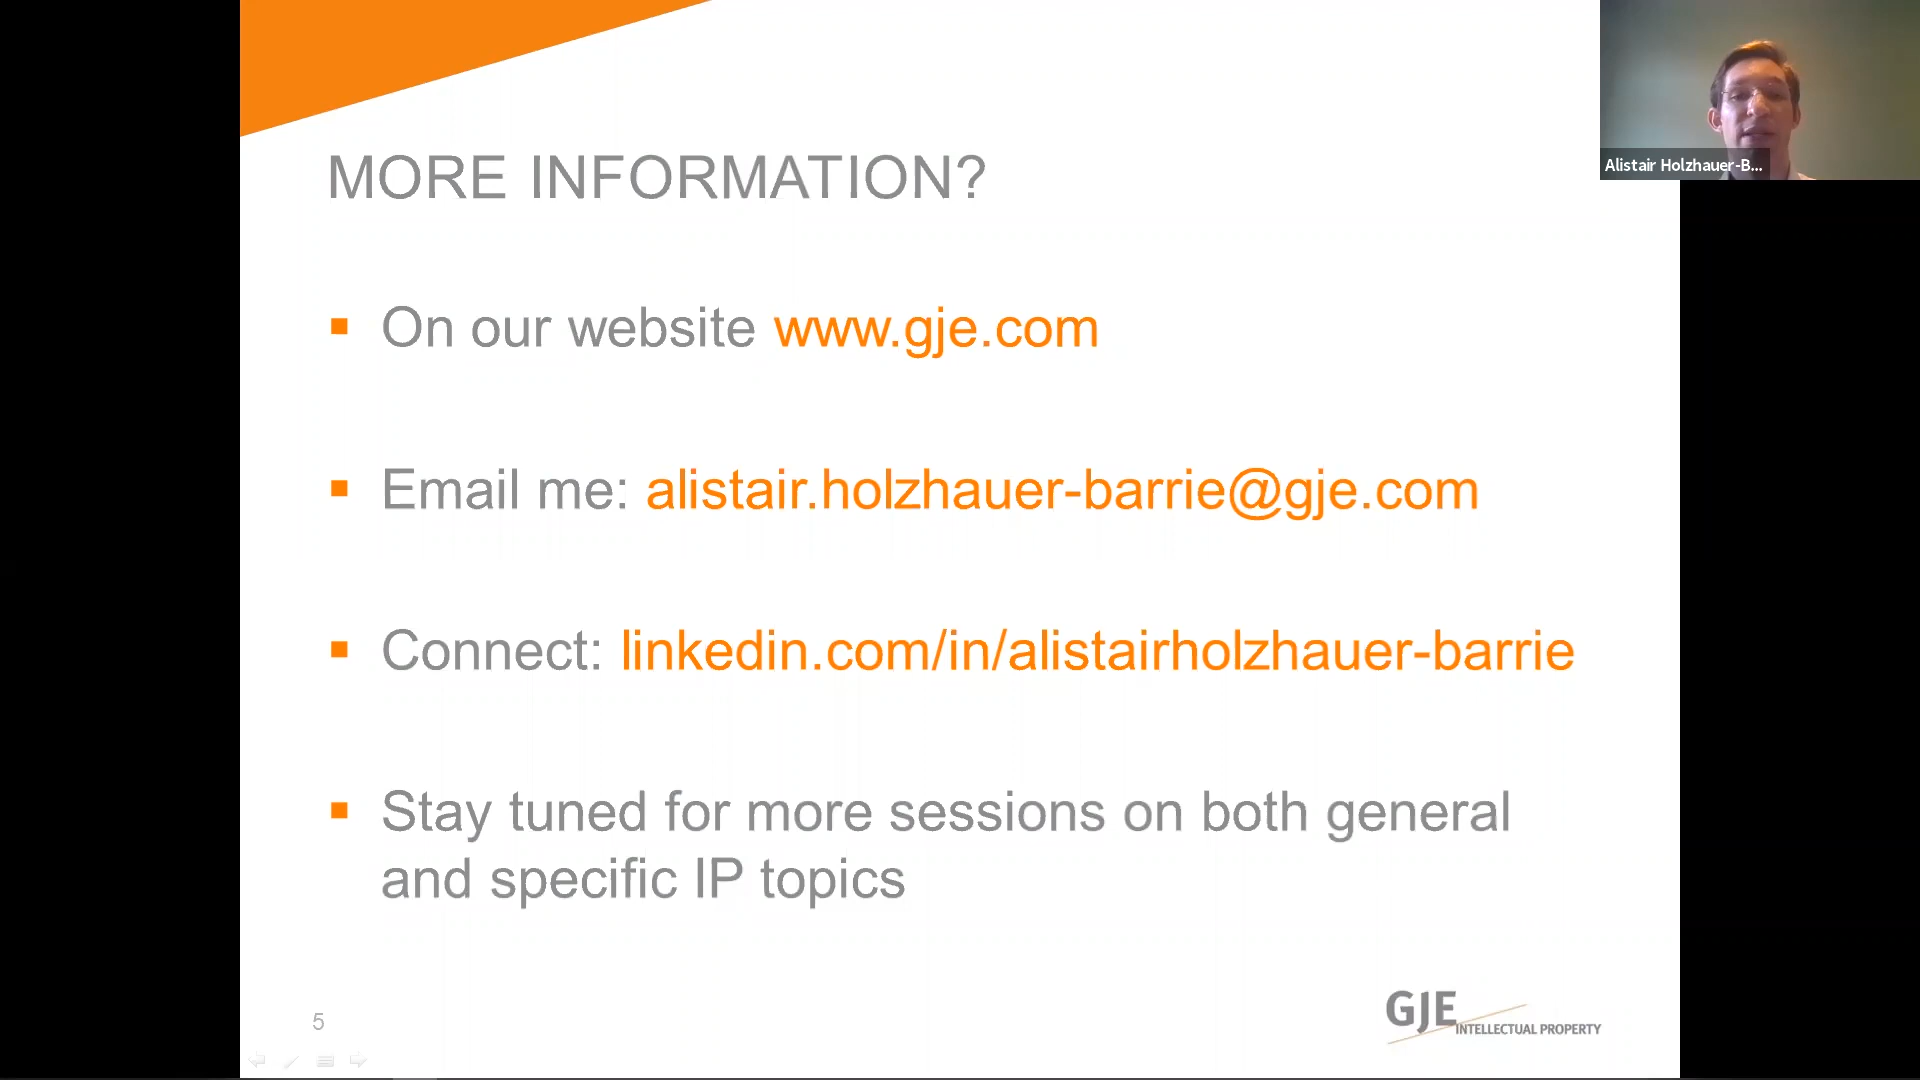 Alistair Holzhauer-B...
MORE INFORMATION?
On our website www.gje.com
Email me: alistair.holzhauer-barrie@gje.com
Connect: linkedin.com/in/alistairholzhauer-barrie
Stay tuned for more sessions on both general
and specific IP topics
5
GJE INTELLECTUAL PROPERTY